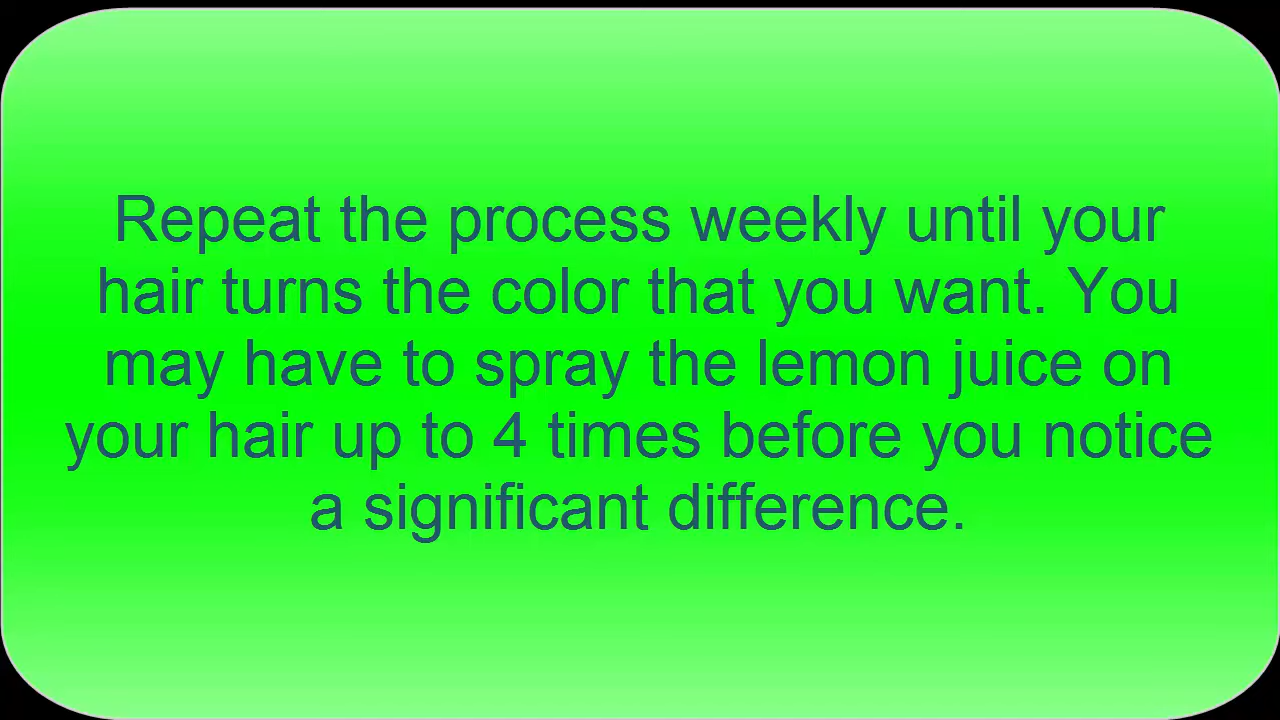 Repeat the process weekly until your
hair turns the color that you want. You
may have to spray the lemon juice on
your hair up to 4 times before you notice
a significant difference.